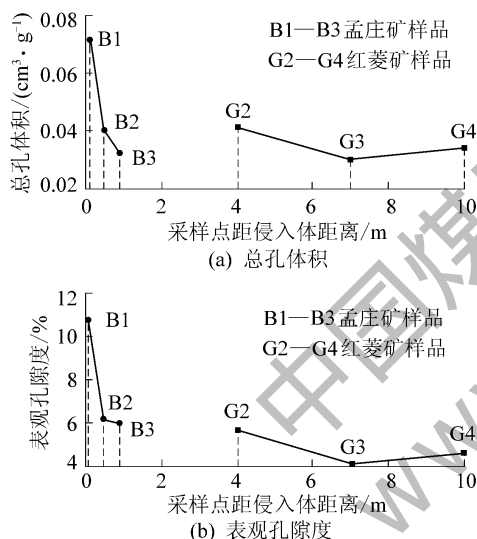 0.08
0.06
0.04
0.02
总孔体积/(cm³·g⁻¹)
B1
B2
B3
G2
G3
G4
B1—B3孟庄矿样品
G2—G4红菱矿样品
0 2 4 6 8 10
采样点距侵入体距离/m
(a) 总孔体积
12
10
8
6
4
表观孔隙度/%
B1
B2
B3
G2
G3
G4
B1—B3孟庄矿样品
G2—G4红菱矿样品
0 2 4 6 8 10
采样点距侵入体距离/m
(b) 表观孔隙度
中国煤
www